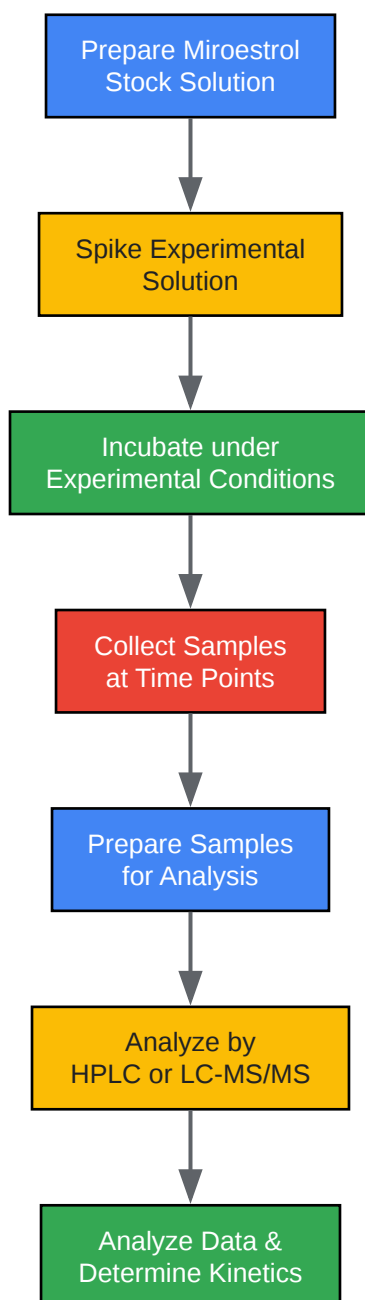 Prepare Miroestrol
Stock Solution
Spike Experimental
Solution
Incubate under
Experimental Conditions
Collect Samples
at Time Points
Prepare Samples
for Analysis
Analyze by
HPLC or LC-MS/MS
Analyze Data &
Determine Kinetics